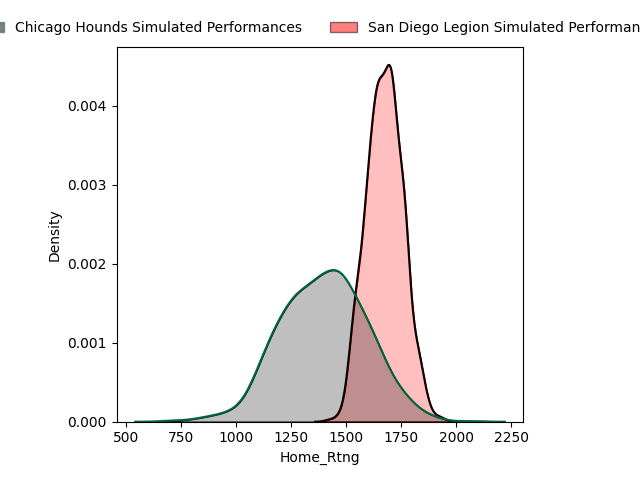 Chicago Hounds Simulated Performances San Diego Legion Simulated Performan
0.004
0.003
0.002
0.001
0.000
Density
500 750 1000 1250 1500 1750 2000 2250
Home_Rtng